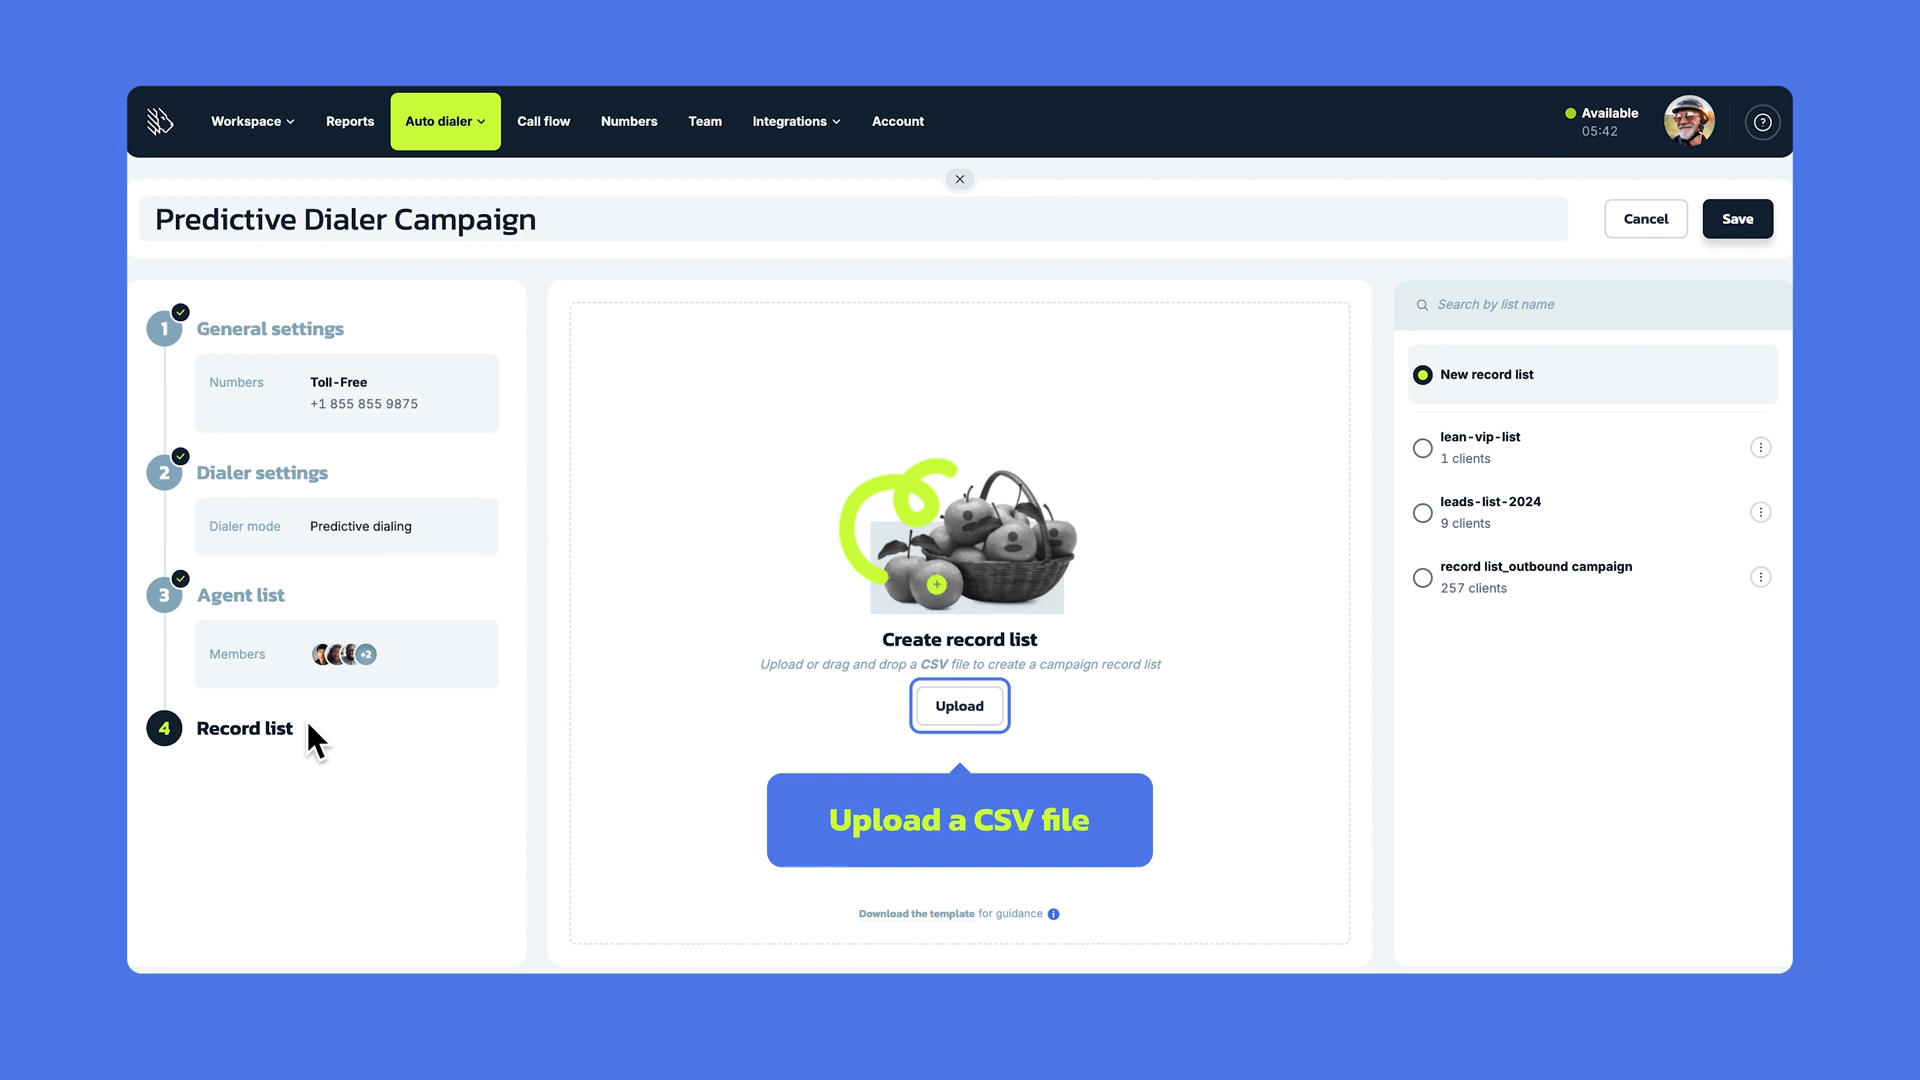 Workspace
Reports
Auto dialer
Call flow
Numbers
Team
Integrations
Account
Available
05:42
?
Predictive Dialer Campaign
Cancel
Save
1
General settings
Numbers
Toll-Free
+1 855 855 9875
2
Dialer settings
Dialer mode
Predictive dialing
3
Agent list
Members
+2
4
Record list
Create record list
Upload or drag and drop a CSV file to create a campaign record list
Upload
Upload a CSV file
Download the template for guidance i
Search by list name
New record list
lean-vip-list
1 clients
leads-list-2024
9 clients
record list_outbound campaign
257 clients